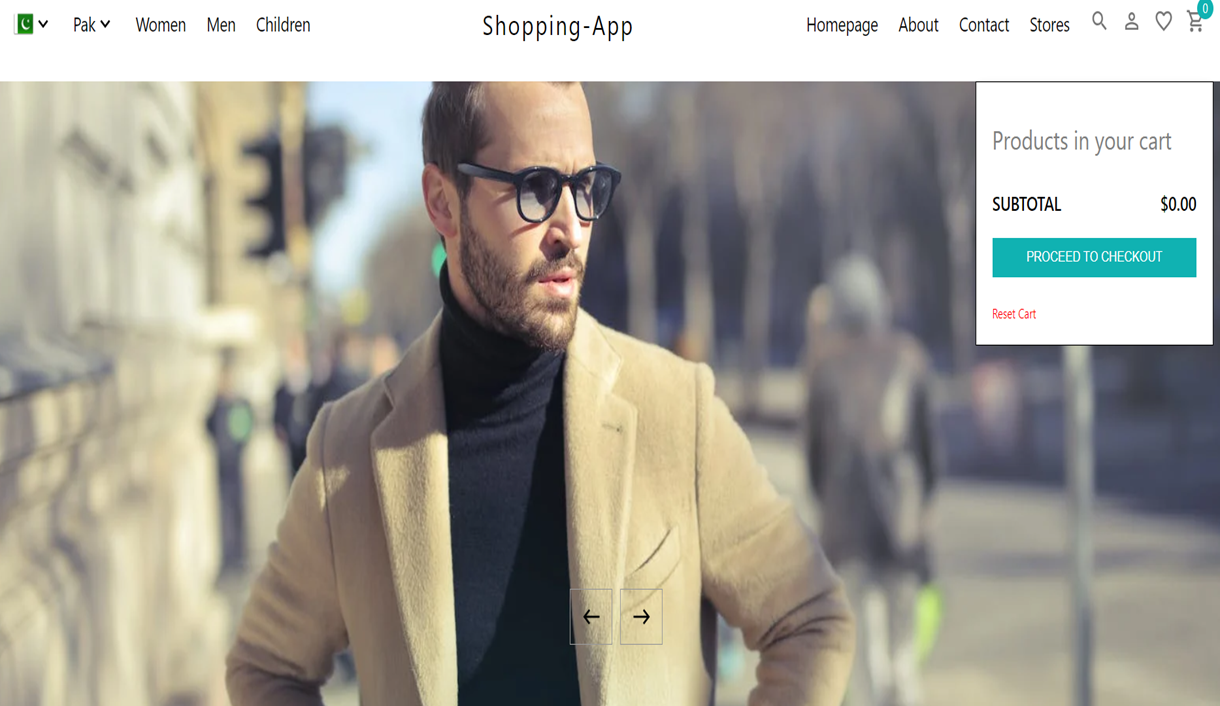 Pak Women Men Children Shopping-App Homepage About Contact Stores 0
Products in your cart
SUBTOTAL $0.00
PROCEED TO CHECKOUT
Reset Cart